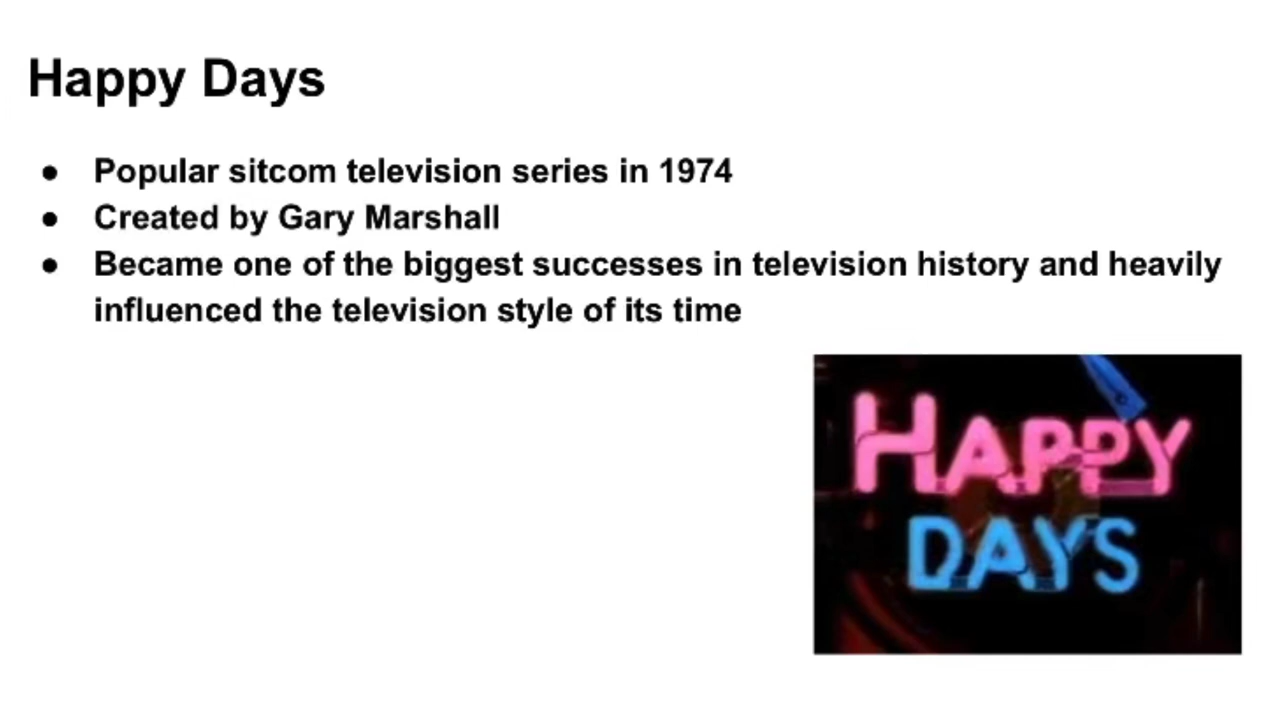 Happy Days
● Popular sitcom television series in 1974
● Created by Gary Marshall
● Became one of the biggest successes in television history and heavily
influenced the television style of its time
HAPPY
DAYS